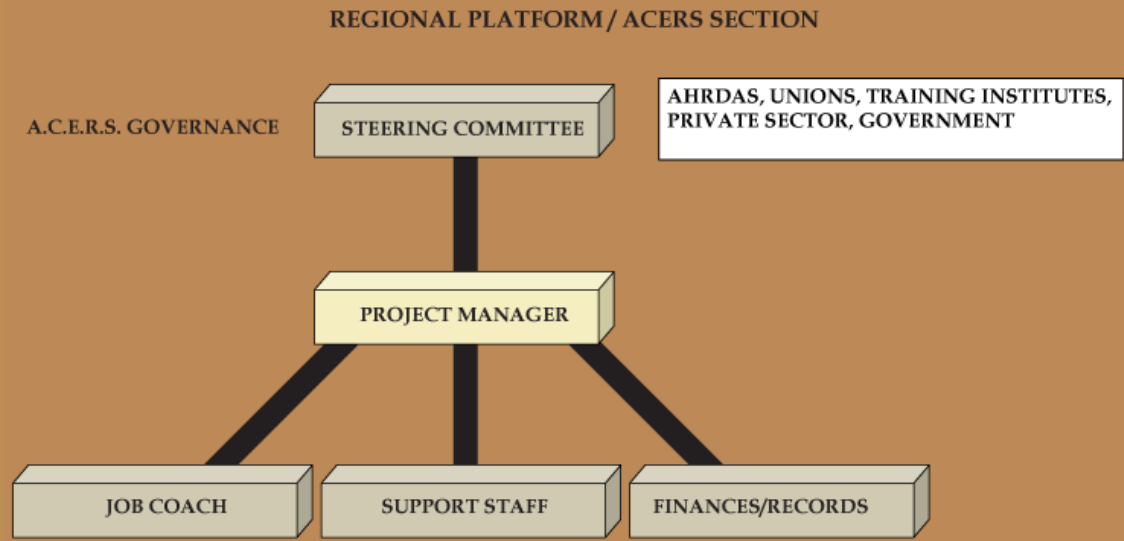 REGIONAL PLATFORM / ACERS SECTION
A.C.E.R.S. GOVERNANCE
STEERING COMMITTEE
AHRDAS, UNIONS, TRAINING INSTITUTES,
PRIVATE SECTOR, GOVERNMENT
PROJECT MANAGER
JOB COACH
SUPPORT STAFF
FINANCES/RECORDS